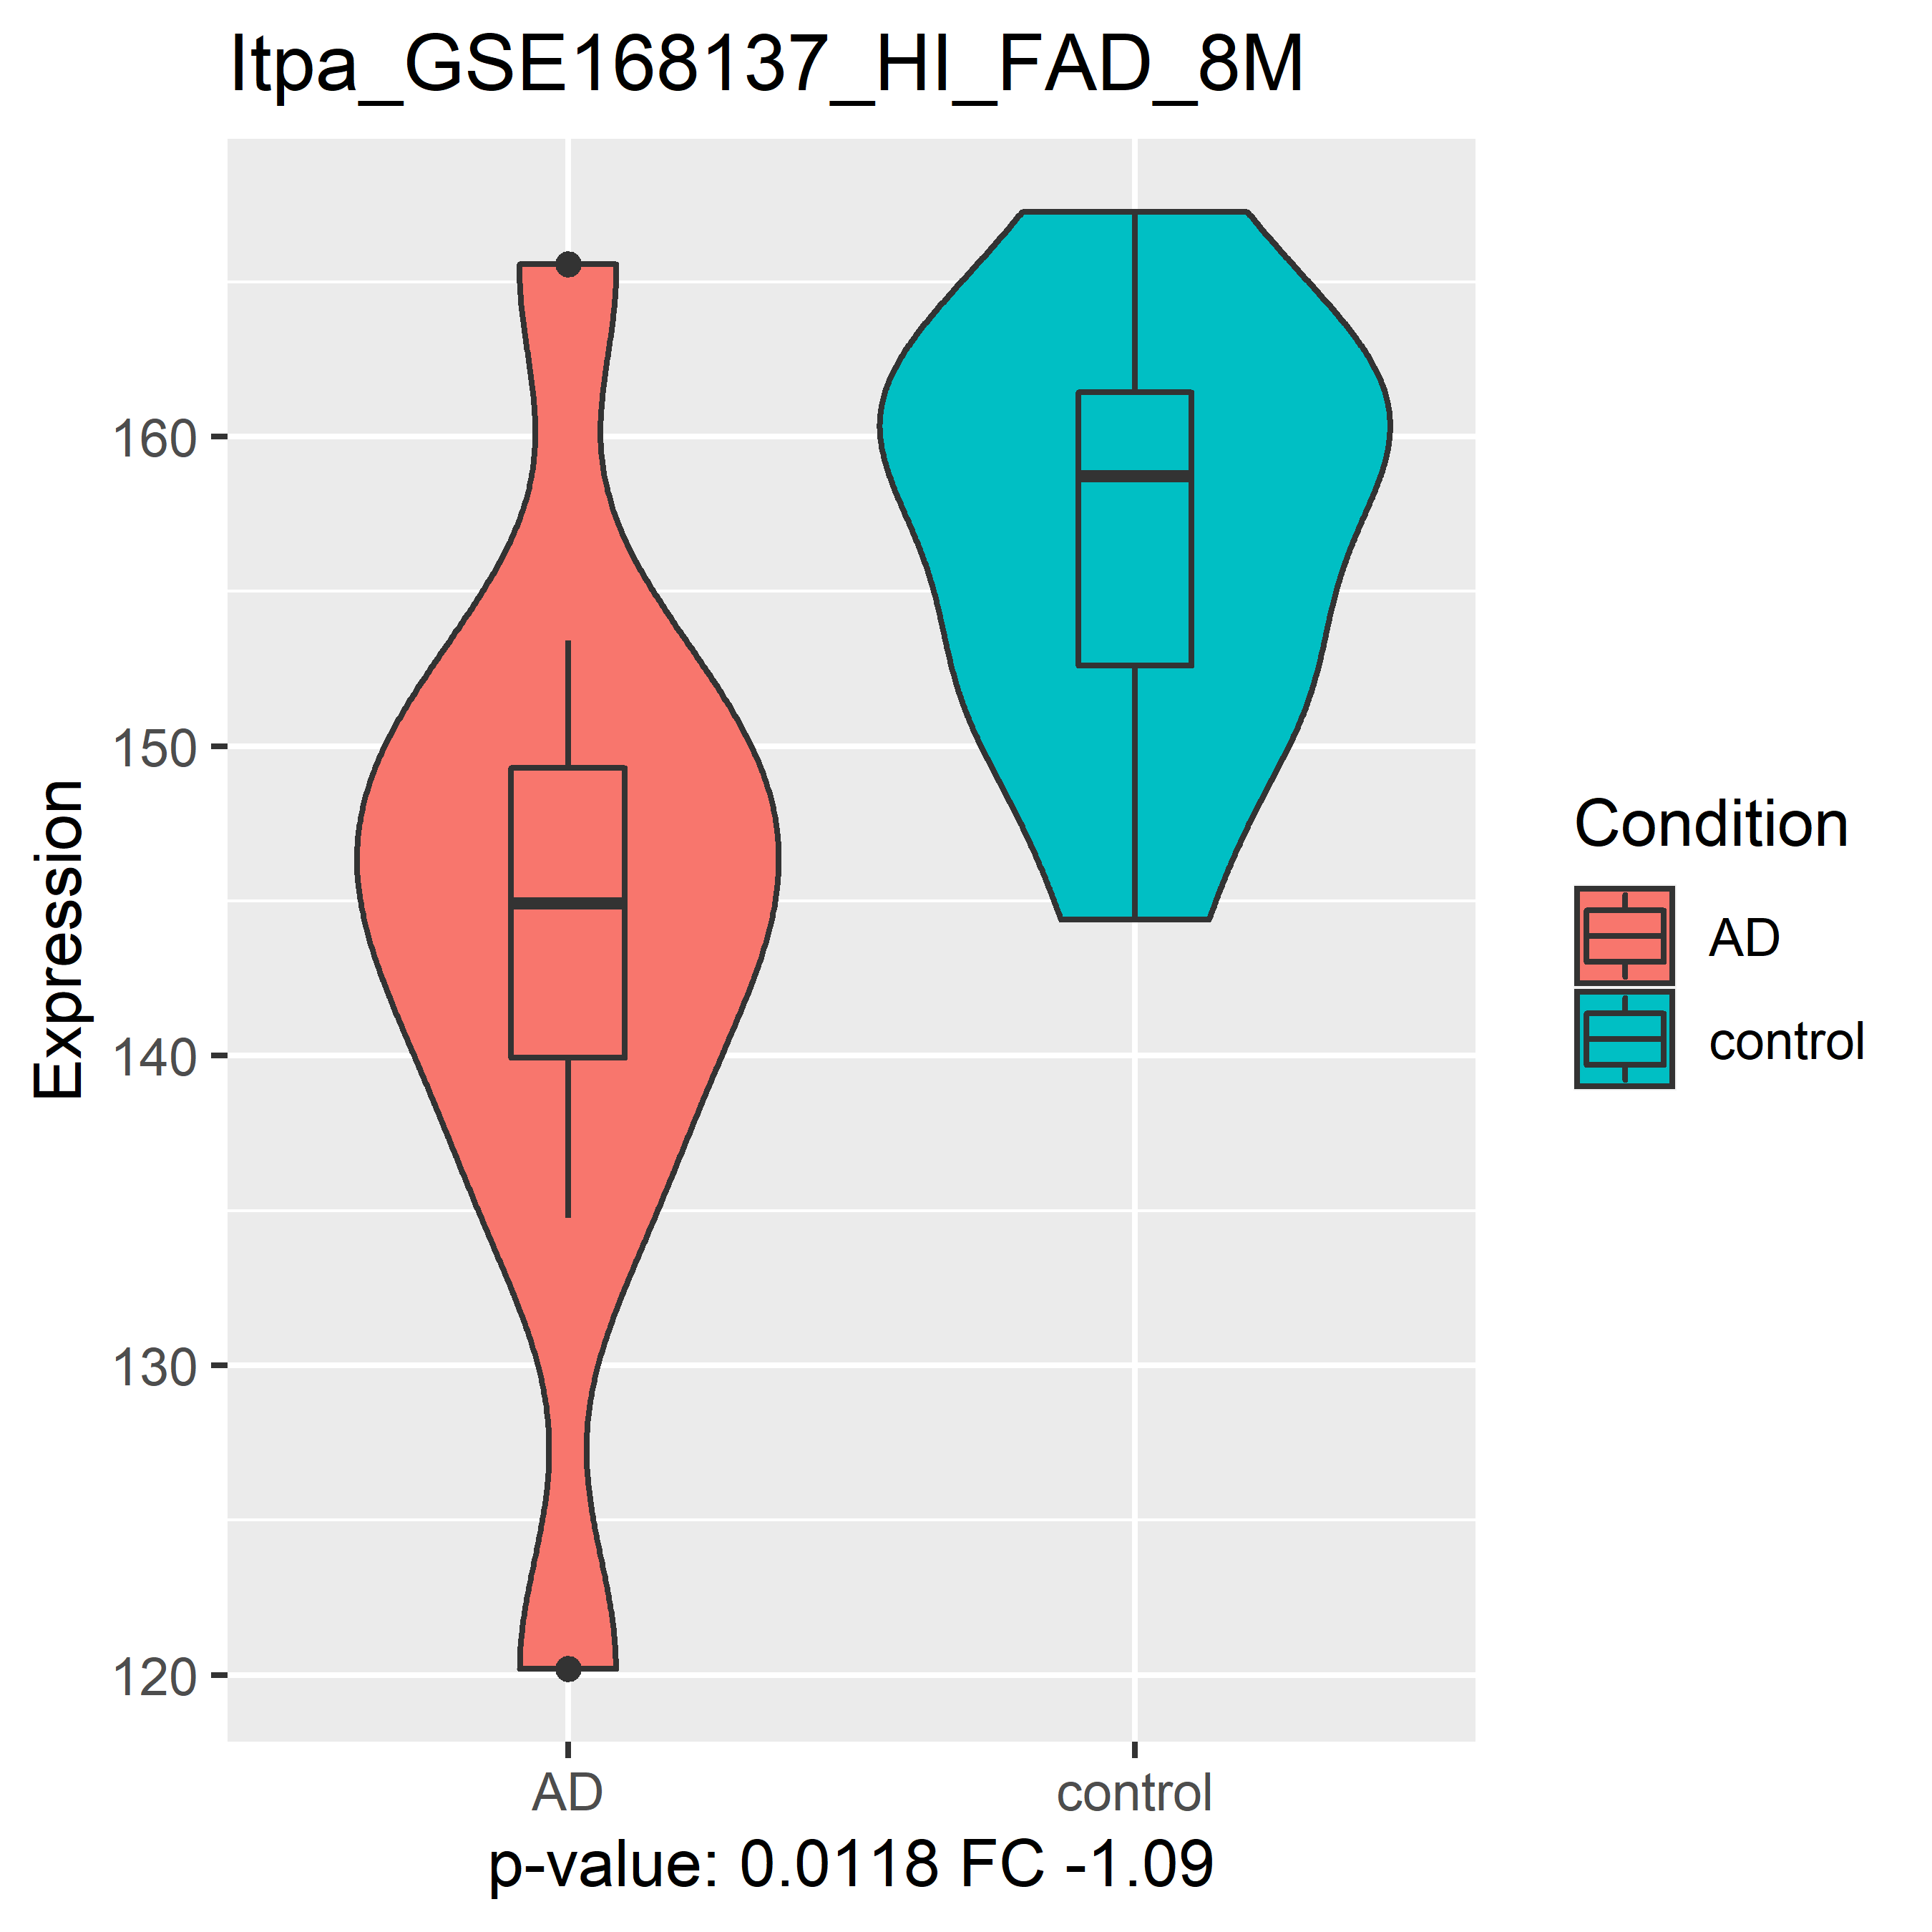 Itpa_GSE168137_HI_FAD_8M
Expression
160
150
140
130
120
AD
control
p-value: 0.0118 FC -1.09
Condition
AD
control